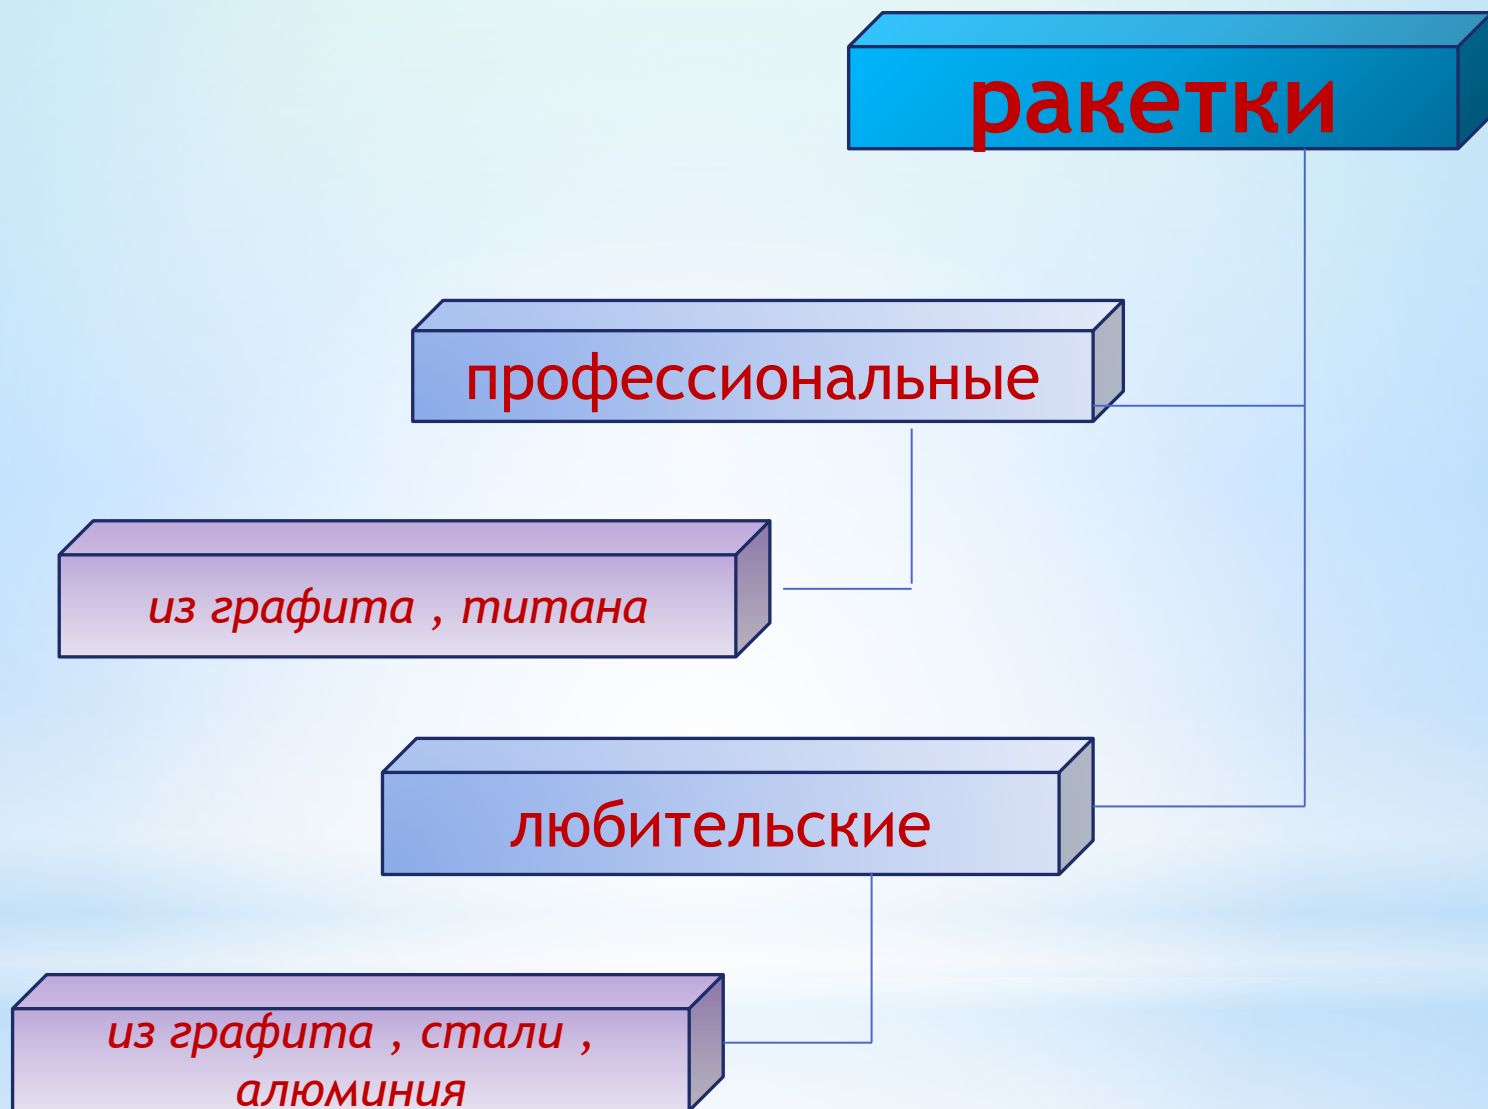 ракетки
профессиональные
из графита , титана
любительские
из графита , стали ,
алюминия